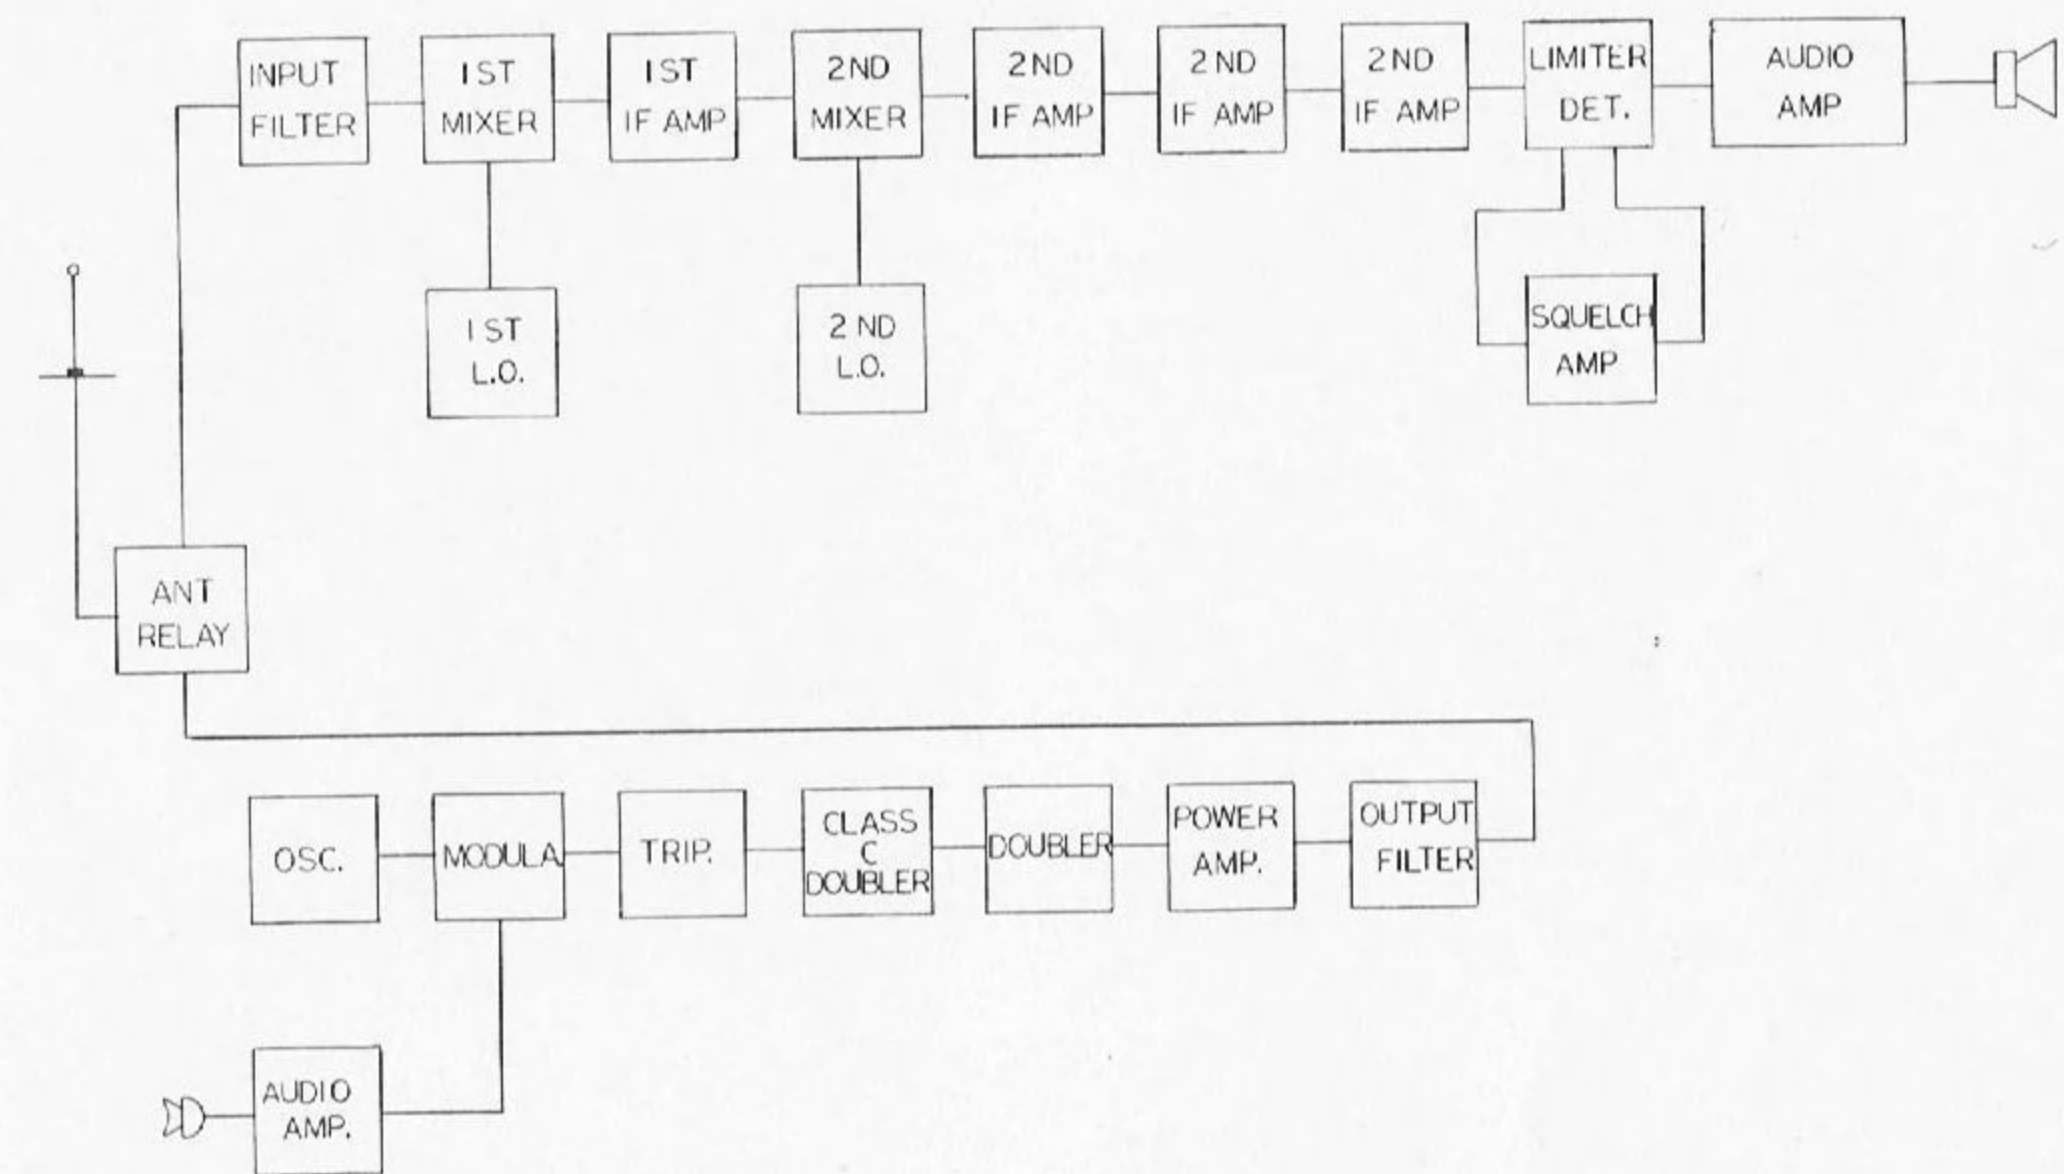 INPUT
FILTER
1ST
MIXER
1ST
IF AMP
2ND
MIXER
2ND
IF AMP
2ND
IF AMP
2ND
IF AMP
LIMITER
DET.
AUDIO
AMP
1ST
L.O.
2ND
L.O.
SQUELCH
AMP
ANT
RELAY
OSC.
MODULA
TRIP.
CLASS
C
DOUBLER
DOUBLER
POWER
AMP.
OUTPUT
FILTER
AUDIO
AMP.